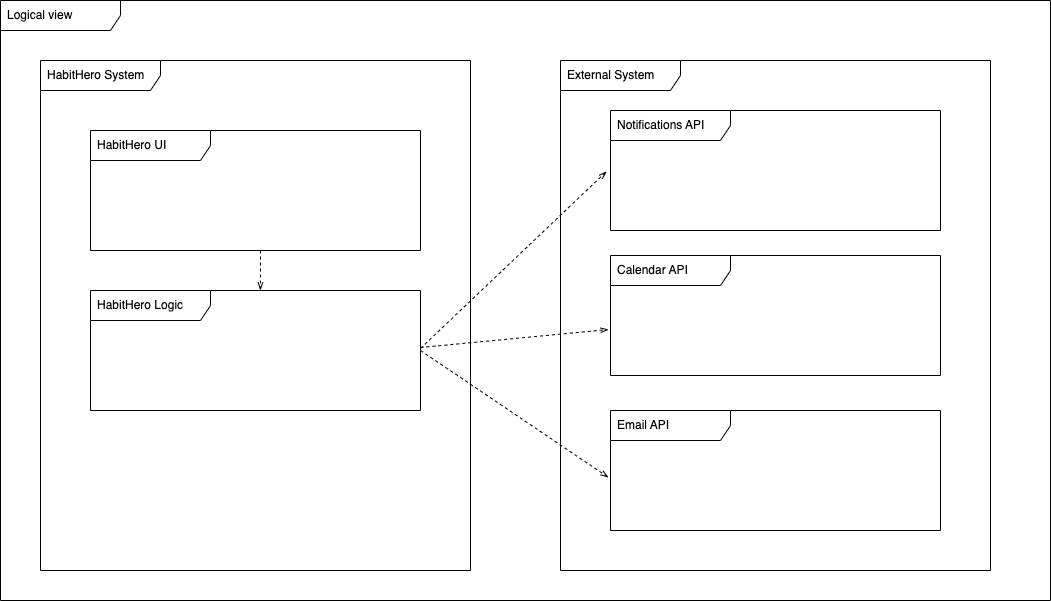 Logical view
HabitHero System
HabitHero UI
HabitHero Logic
External System
Notifications API
Calendar API
Email API